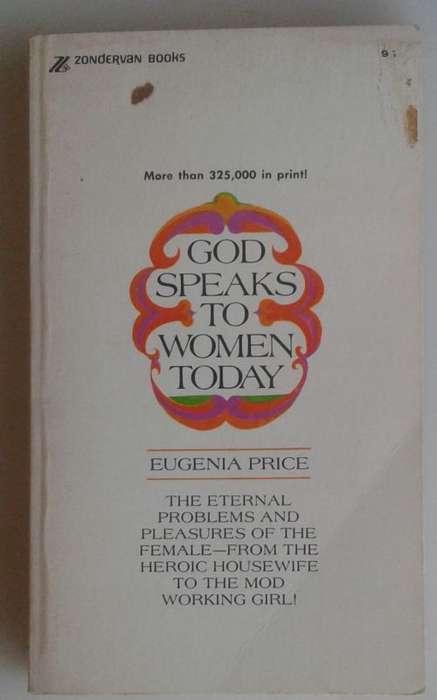 ZONDERVAN BOOKS
More than 325,000 in print!
GOD
SPEAKS
TO
WOMEN
TODAY
EUGENIA PRICE
THE ETERNAL
PROBLEMS AND
PLEASURES OF THE
FEMALE—FROM THE
HEROIC HOUSEWIFE
TO THE MOD
WORKING GIRL!